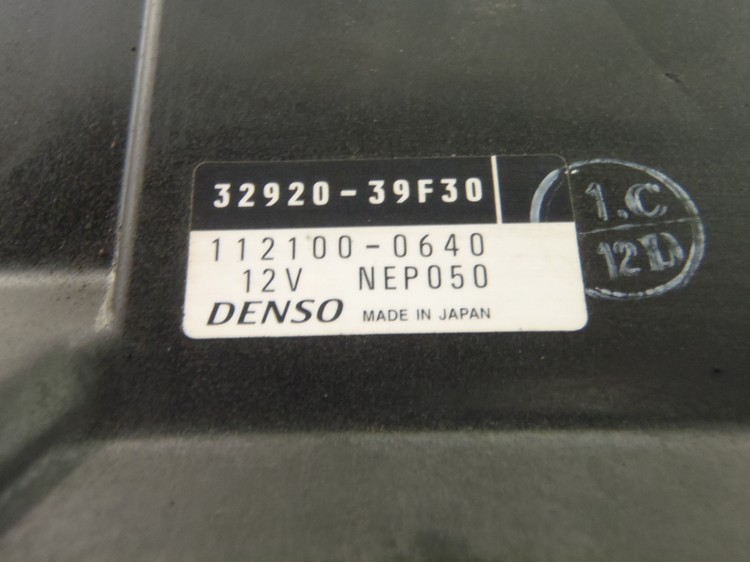 32920-39F30
112100-0640
12V NEP050
DENSO MADE IN JAPAN
1.C
12D